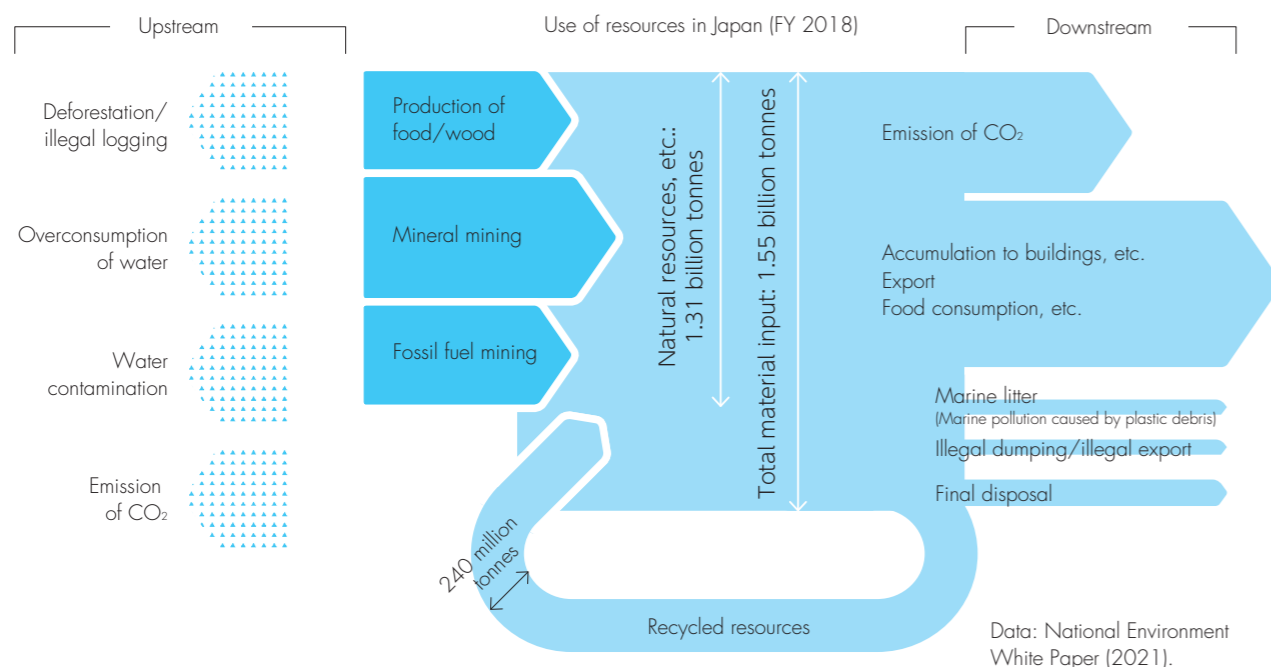 Upstream
Use of resources in Japan (FY 2018)
Downstream
Deforestation/
illegal logging
Overconsumption
of water
Water
contamination
Emission
of CO₂
Production of
food/wood
Mineral mining
Fossil fuel mining
Natural resources, etc.:
1.31 billion tonnes
Total material input: 1.55 billion tonnes
Emission of CO₂
Accumulation to buildings, etc.
Export
Food consumption, etc.
Marine litter
(Marine pollution caused by plastic debris)
Illegal dumping/illegal export
Final disposal
240 million
tonnes
Recycled resources
Data: National Environment
White Paper (2021).